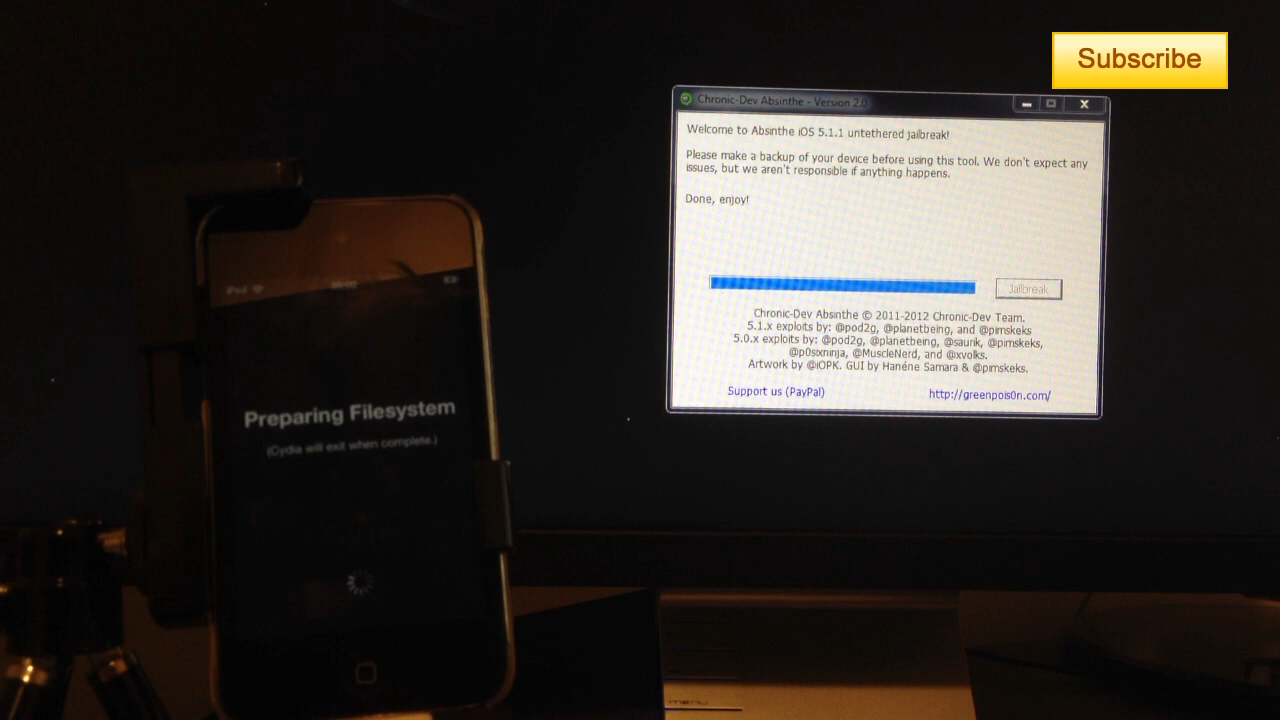 Subscribe
Chronic-Dev Absinthe - Version 2.0
Welcome to Absinthe iOS 5.1.1 untethered jailbreak!
Please make a backup of your device before using this tool. We don't expect any
issues, but we aren't responsible if anything happens.
Done, enjoy!
Jailbreak
Chronic-Dev Absinthe © 2011-2012 Chronic-Dev Team.
5.1.x exploits by: @pod2g, @planetbeing, and @pimskeks
5.0.x exploits by: @pod2g, @planetbeing, @saurik, @pimskeks,
@p0sixninja, @MuscleNerd, and @xvolks.
Artwork by @iOPK. GUI by Hanéne Samara & @pimskeks.
Support us (PayPal)
http://greenpois0n.com/
iPod
Preparing Filesystem
(Cydia will exit when complete.)
menu